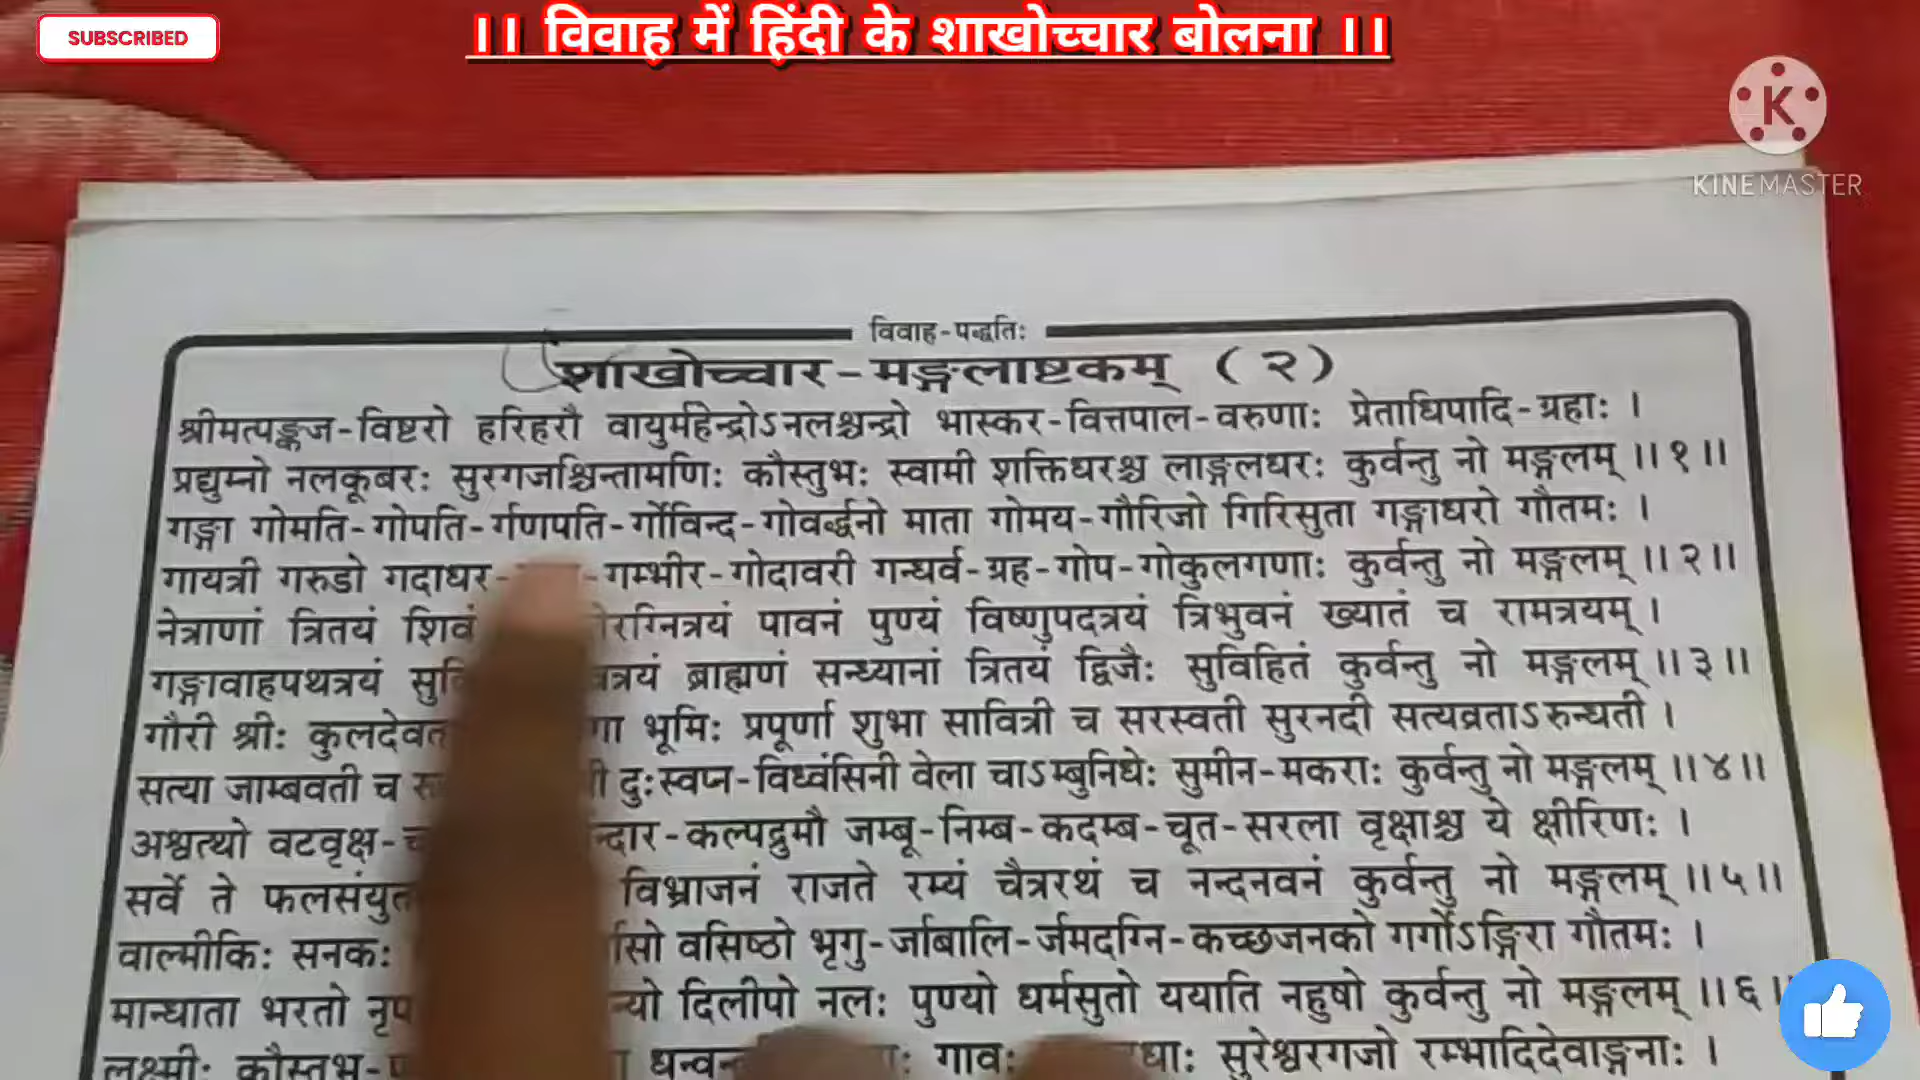 SUBSCRIBED
।। विवाह में हिंदी के शाखोच्चार बोलना ।।
K
KINEMASTER
विवाह-पद्धतिः
शाखोच्चार-मङ्गलाष्टकम् (२)
श्रीमत्पङ्कज-विष्टरो हरिहरौ वायुर्महेन्द्रोऽनलश्चन्द्रो भास्कर-वित्तपाल-वरुणाः प्रेताधिपादि-ग्रहाः ।
प्रद्युम्नो नलकूबरः सुरगजश्चिन्तामणिः कौस्तुभः स्वामी शक्तिधरश्च लाङ्गलधरः कुर्वन्तु नो मङ्गलम् ।।१।।
गङ्गा गोमति-गोपति-र्गणपति-र्गोविन्द-गोवर्द्धनो माता गोमय-गौरिजो गिरिसुता गङ्गाधरो गौतमः ।
गायत्री गरुडो गदाधर- -गम्भीर-गोदावरी गन्धर्व-ग्रह-गोप-गोकुलगणाः कुर्वन्तु नो मङ्गलम् ।।२।।
नेत्राणां त्रितयं पावनं पुण्यं विष्णुपदत्रयं त्रिभुवनं ख्यातं च रामत्रयम् ।
गङ्गावाहपथत्रयं ब्राह्मणं सन्ध्यानां त्रितयं द्विजैः सुविहितं कुर्वन्तु नो मङ्गलम् ।।३।।
गौरी श्रीः भूमिः प्रपूर्णा शुभा सावित्री च सरस्वती सुरनदी सत्यव्रताऽरुन्धती ।
सत्या जाम्बवती च दुःस्वप्न-विध्वंसिनी वेला चाऽम्बुनिधेः सुमीन-मकराः कुर्वन्तु नो मङ्गलम् ।।४।।
अश्वत्थो वटवृक्ष- -कल्पद्रुमौ जम्बू-निम्ब-कदम्ब-चूत-सरला वृक्षाश्च ये क्षीरिणः ।
सर्वे ते विभ्राजनं राजते रम्यं चैत्ररथं च नन्दनवनं कुर्वन्तु नो मङ्गलम् ।।५।।
वाल्मीकिः सनकः वसिष्ठो भृगु-र्जाबालि-र्जमदग्नि-कच्छजनको गर्गोऽङ्गिरा गौतमः ।
मान्धाता भरतो दिलीपो नलः पुण्यो धर्मसुतो ययाति नहुषो कुर्वन्तु नो मङ्गलम् ।।६।
लक्ष्मीः कौस्तुभ- गावः सुरेश्वरगजो रम्भादिदेवाङ्गनाः ।